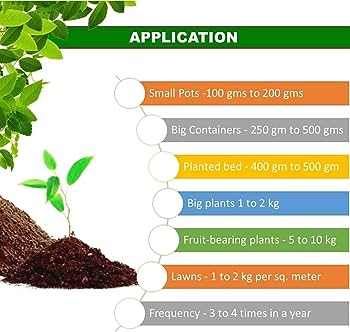 APPLICATION
Small Pots -100 gms to 200 gms
Big Containers - 250 gm to 500 gms
Planted bed - 400 gm to 500 gm
Big plants 1 to 2 kg
Fruit-bearing plants - 5 to 10 kg
Lawns - 1 to 2 kg per sq. meter
Frequency - 3 to 4 times in a year